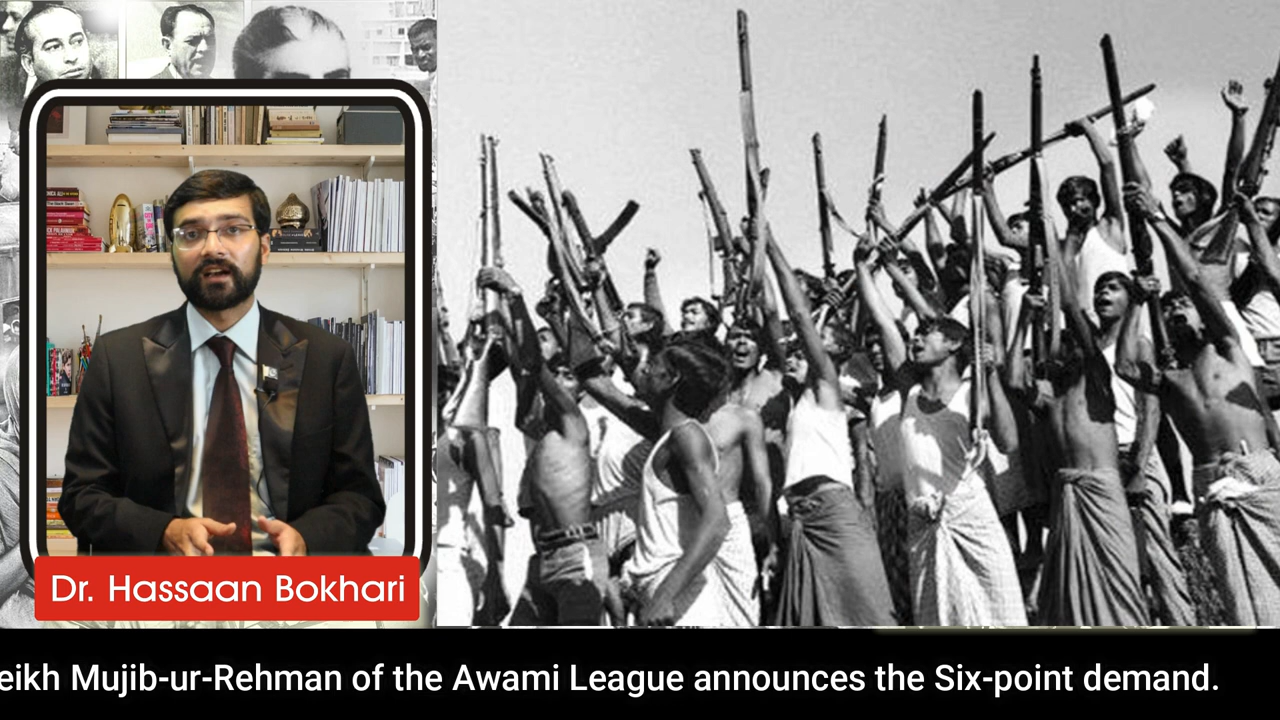 Dr. Hassaan Bokhari
eikh Mujib-ur-Rehman of the Awami League announces the Six-point demand.